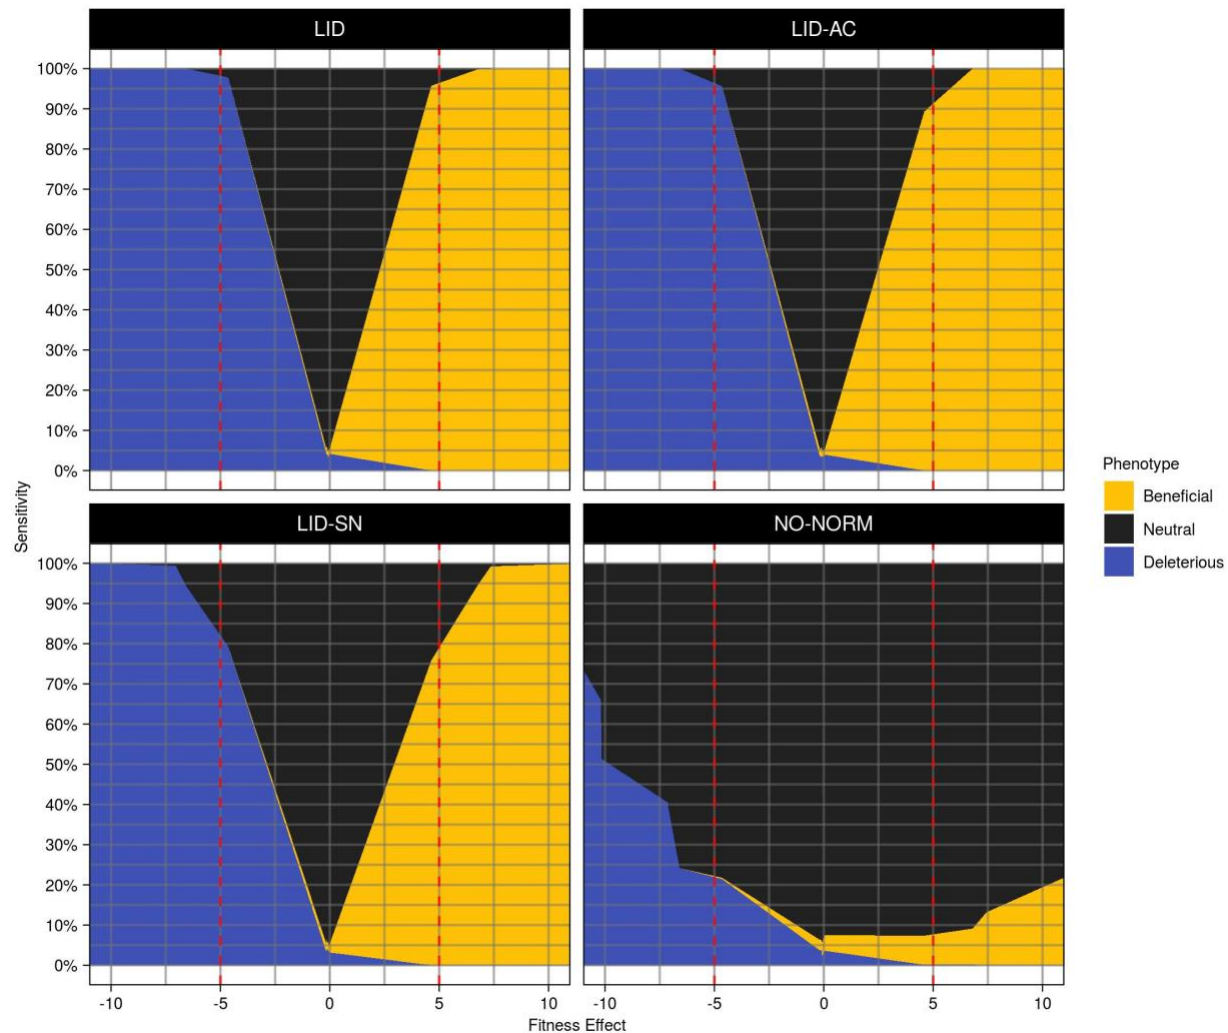 LID
LID-AC
100%
90%
80%
70%
60%
50%
40%
30%
20%
10%
0%
LID-SN
NO-NORM
100%
90%
80%
70%
60%
50%
40%
30%
20%
10%
0%
-10 -5 0 5 10
-10 -5 0 5 10
Fitness Effect
Sensitivity
Phenotype
Beneficial
Neutral
Deleterious